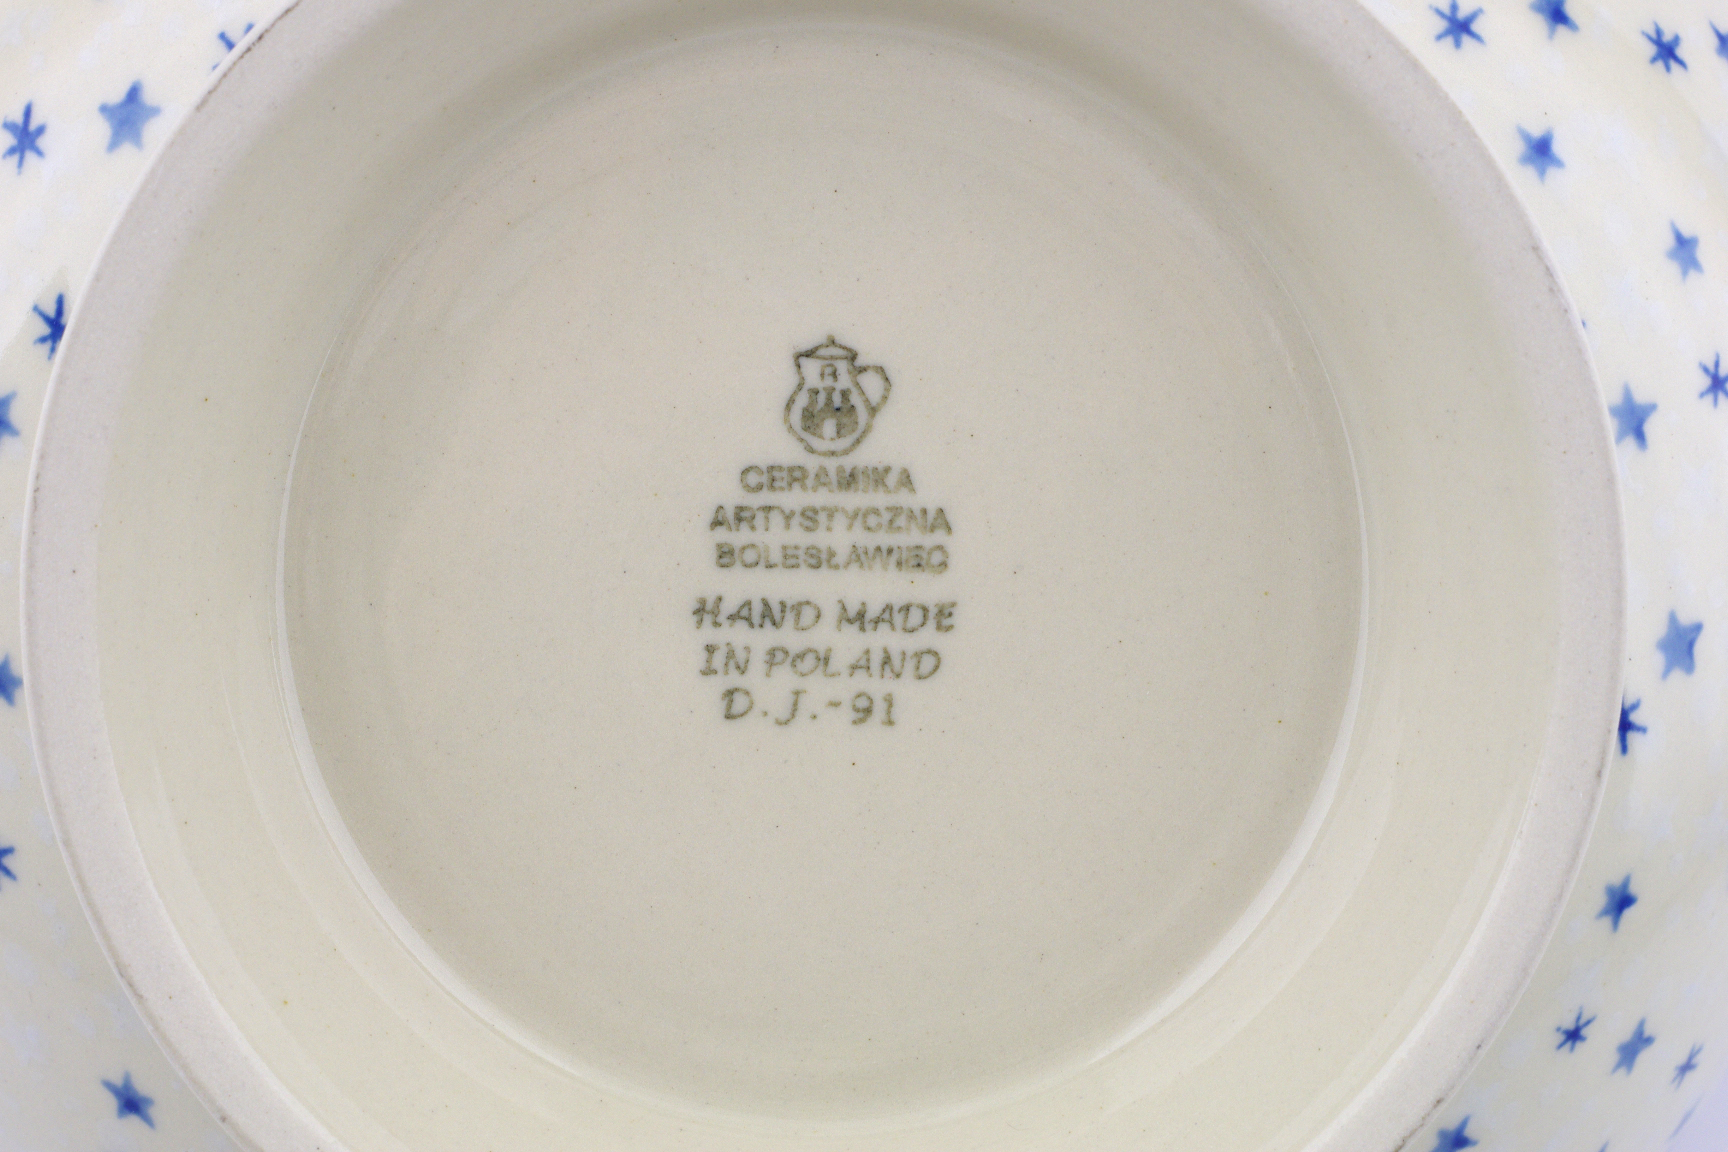 A
CERAMIKA
ARTYSTYCZNA
BOLESŁAWIEC
HAND MADE
IN POLAND
D.J.-91